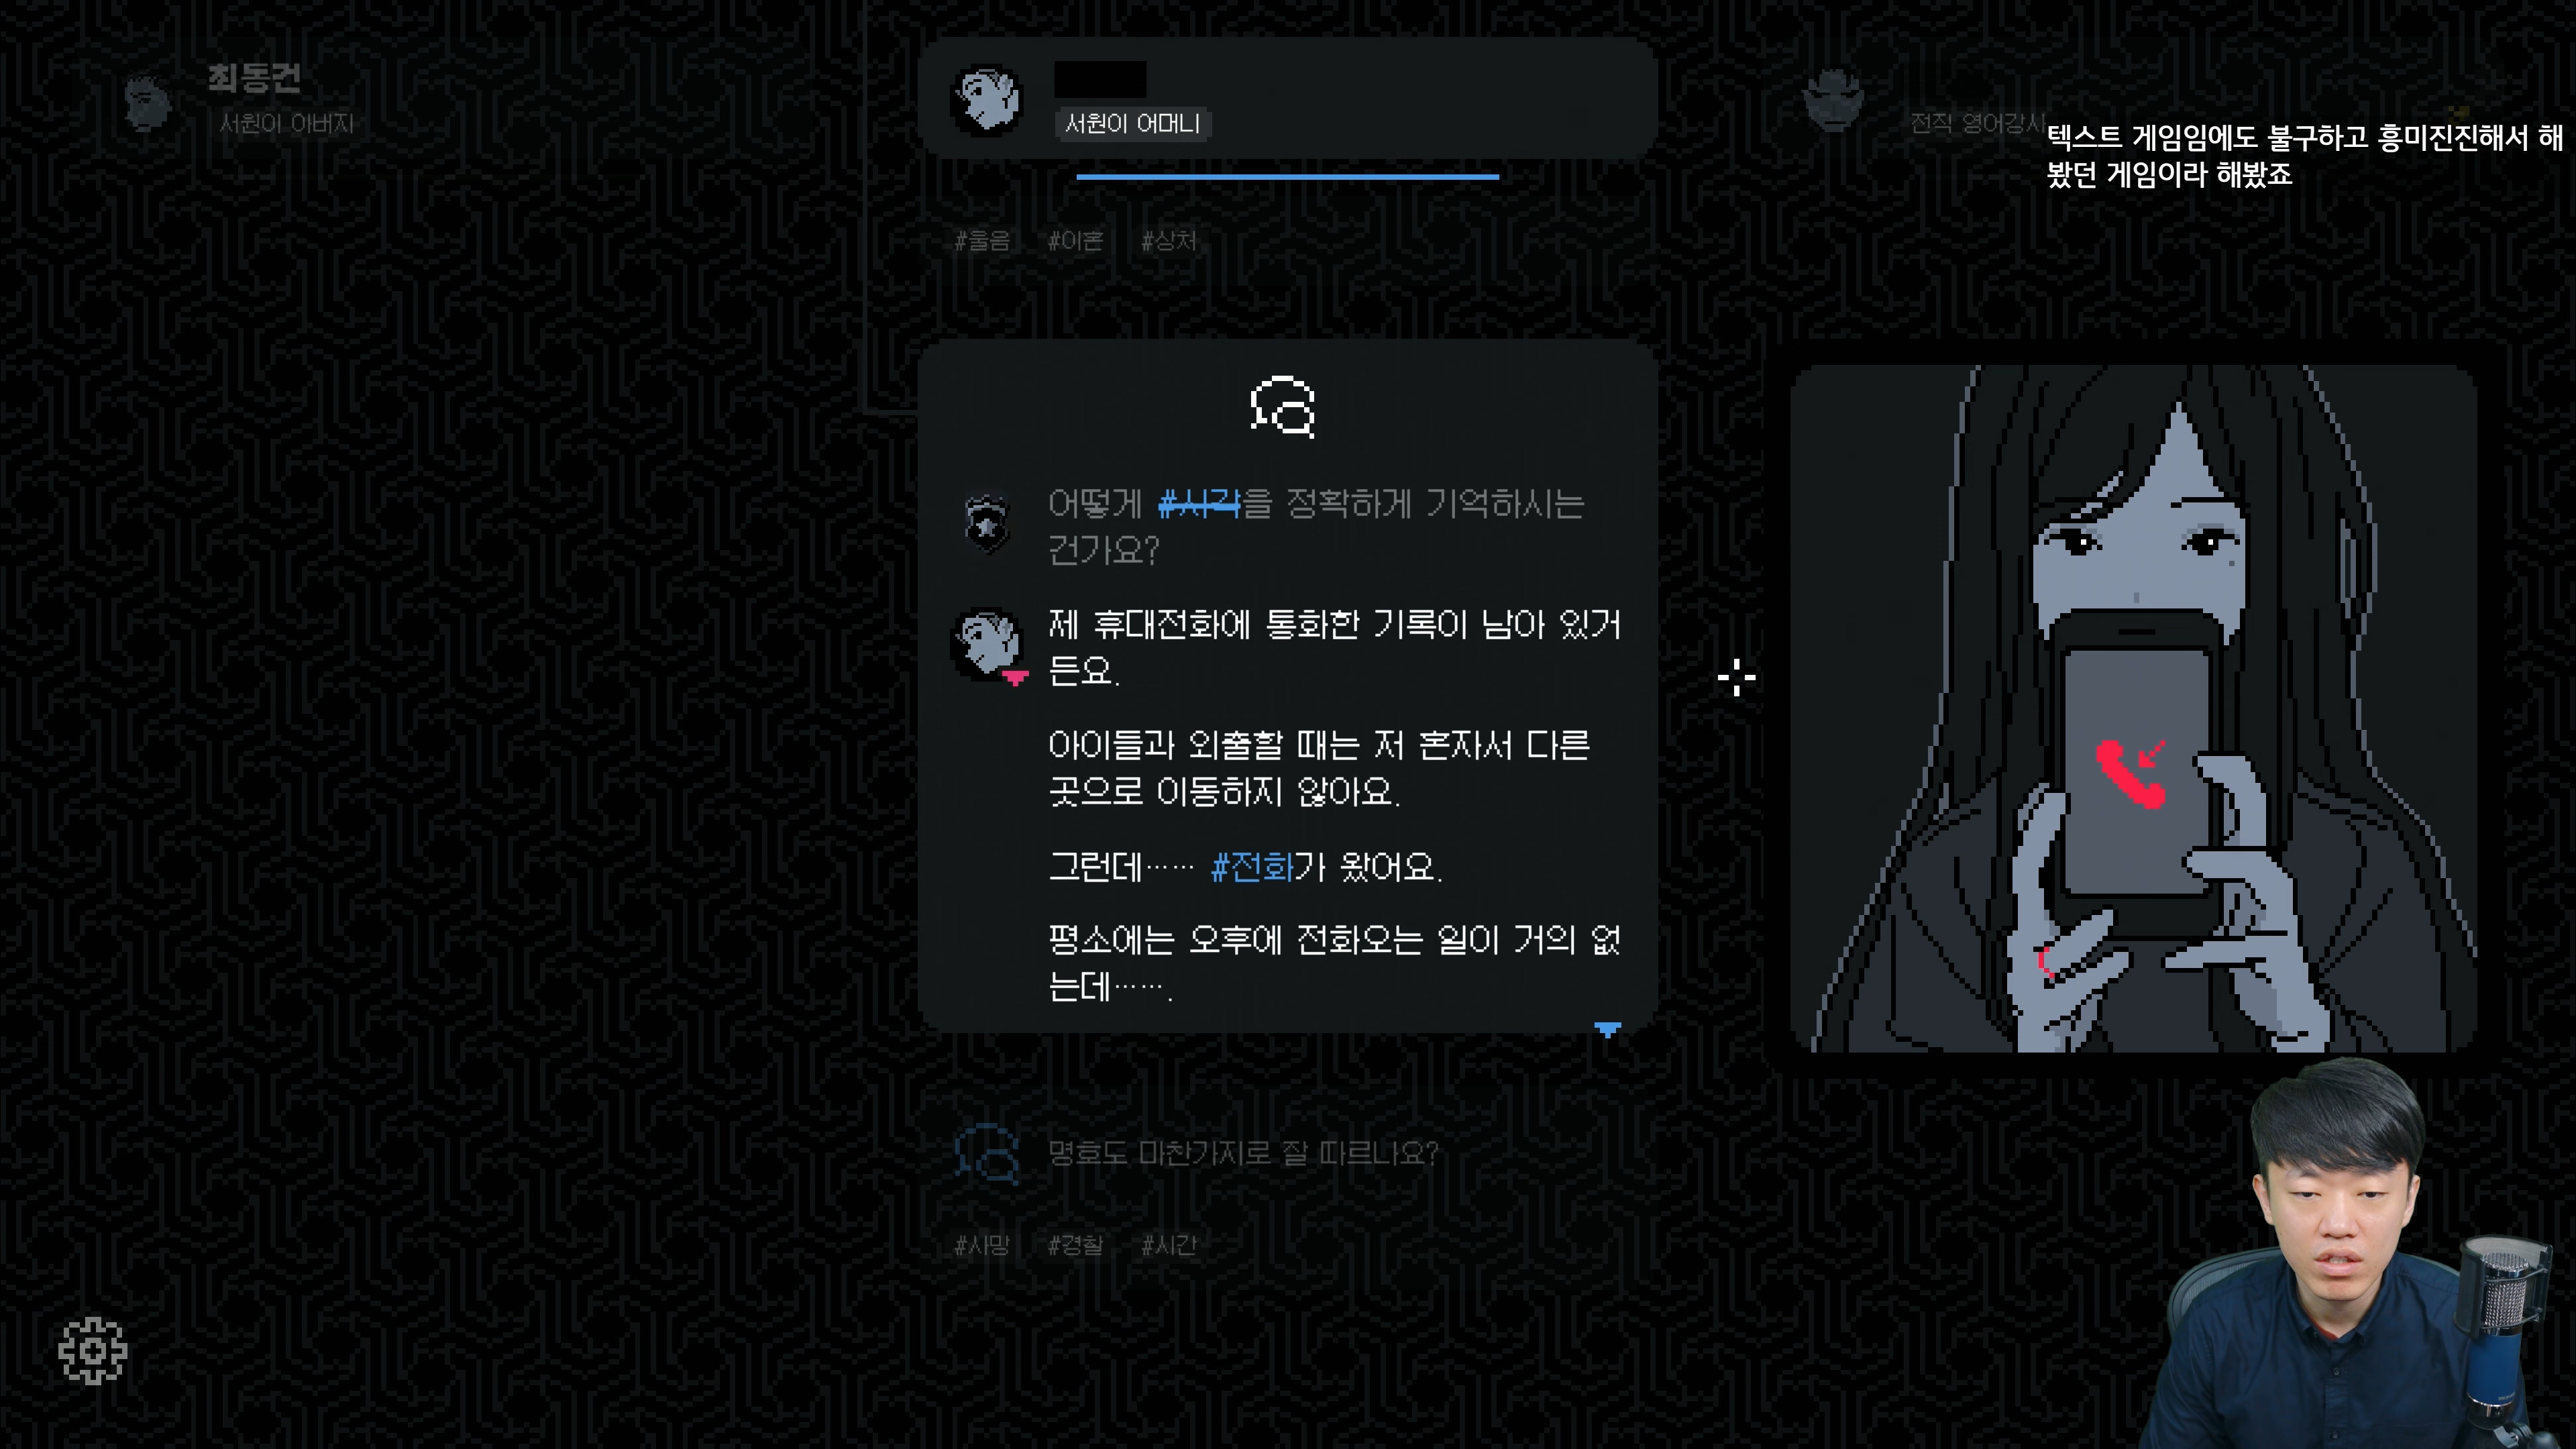 최동건
서원이 아버지
서원이 어머니
전직 영어강사
텍스트 게임임에도 불구하고 흥미진진해서 해
봤던 게임이라 해봤죠
#울음 #이혼 #상처
어떻게 #시각을 정확하게 기억하시는
건가요?
제 휴대전화에 통화한 기록이 남아 있거
든요.
아이들과 외출할 때는 저 혼자서 다른
곳으로 이동하지 않아요.
그런데…… #전화가 왔어요.
평소에는 오후에 전화오는 일이 거의 없
는데…….
명호도 마찬가지로 잘 따르나요?
#사망 #경찰 #시간